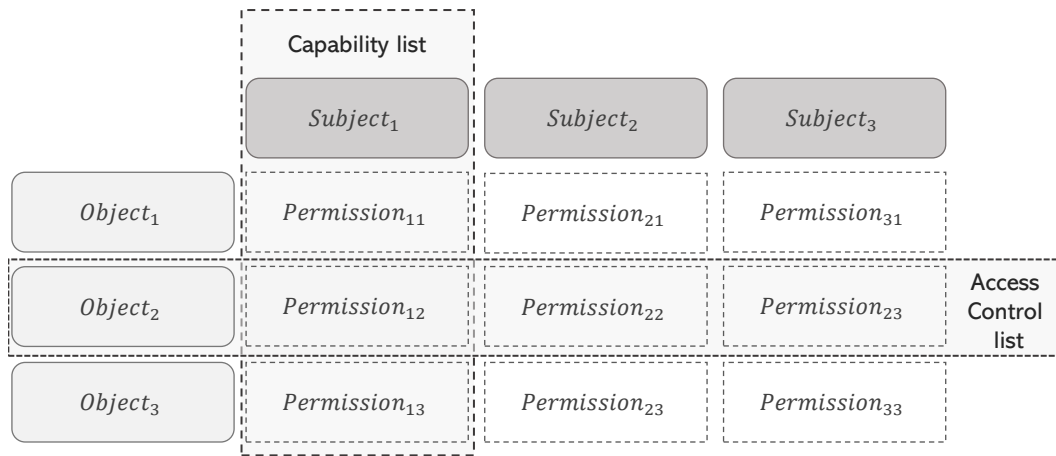 Capability list
Subject₁ Subject₂ Subject₃
Object₁ Permission₁₁ Permission₂₁ Permission₃₁
Object₂ Permission₁₂ Permission₂₂ Permission₂₃
Access
Control
list
Object₃ Permission₁₃ Permission₂₃ Permission₃₃